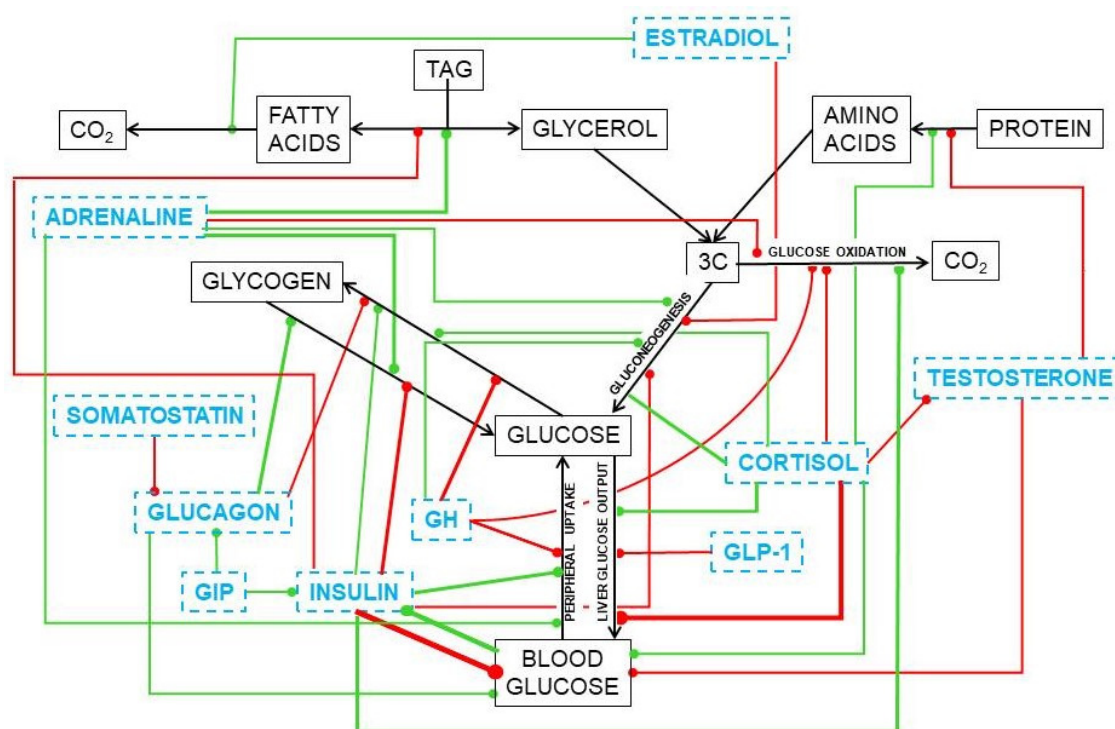 ESTRADIOL
TAG
CO₂
FATTY
ACIDS
GLYCEROL
AMINO
ACIDS
PROTEIN
ADRENALINE
GLUCOSE OXIDATION
3C
CO₂
GLYCOGEN
GLUCONEOGENESIS
TESTOSTERONE
SOMATOSTATIN
GLUCOSE
CORTISOL
GLUCAGON
GH
PERIPHERAL UPTAKE
LIVER GLUCOSE OUTPUT
GLP-1
GIP
INSULIN
BLOOD
GLUCOSE